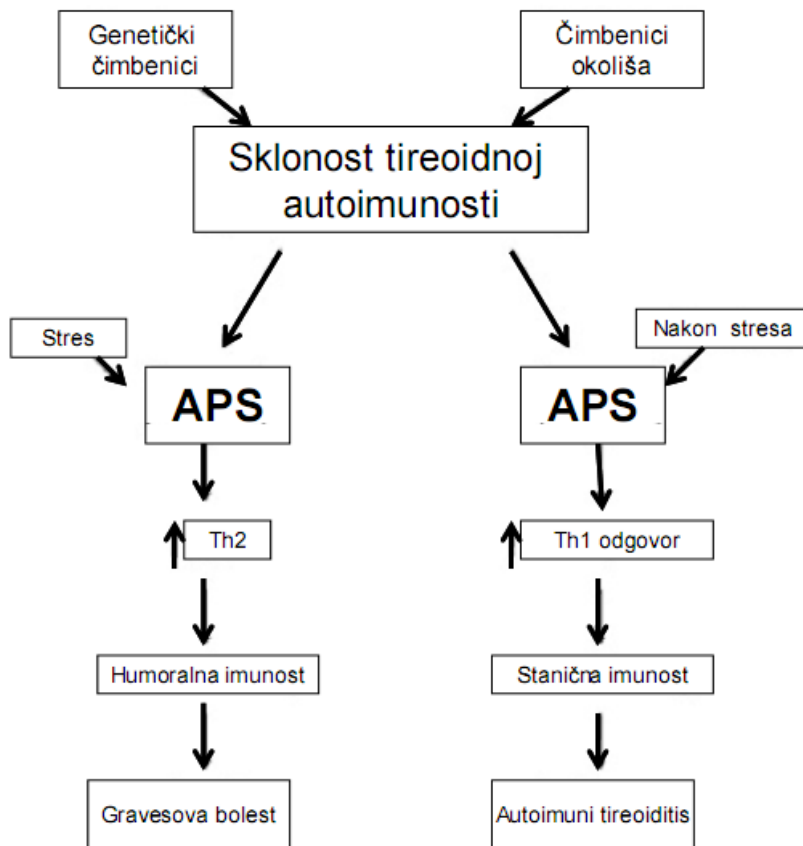 Genetički
čimbenici
Čimbenici
okoliša
Sklonost tireoidnoj
autoimunosti
Stres
Nakon stresa
APS
APS
Th2
Th1 odgovor
Humoralna imunost
Stanična imunost
Gravesova bolest
Autoimuni tireoiditis